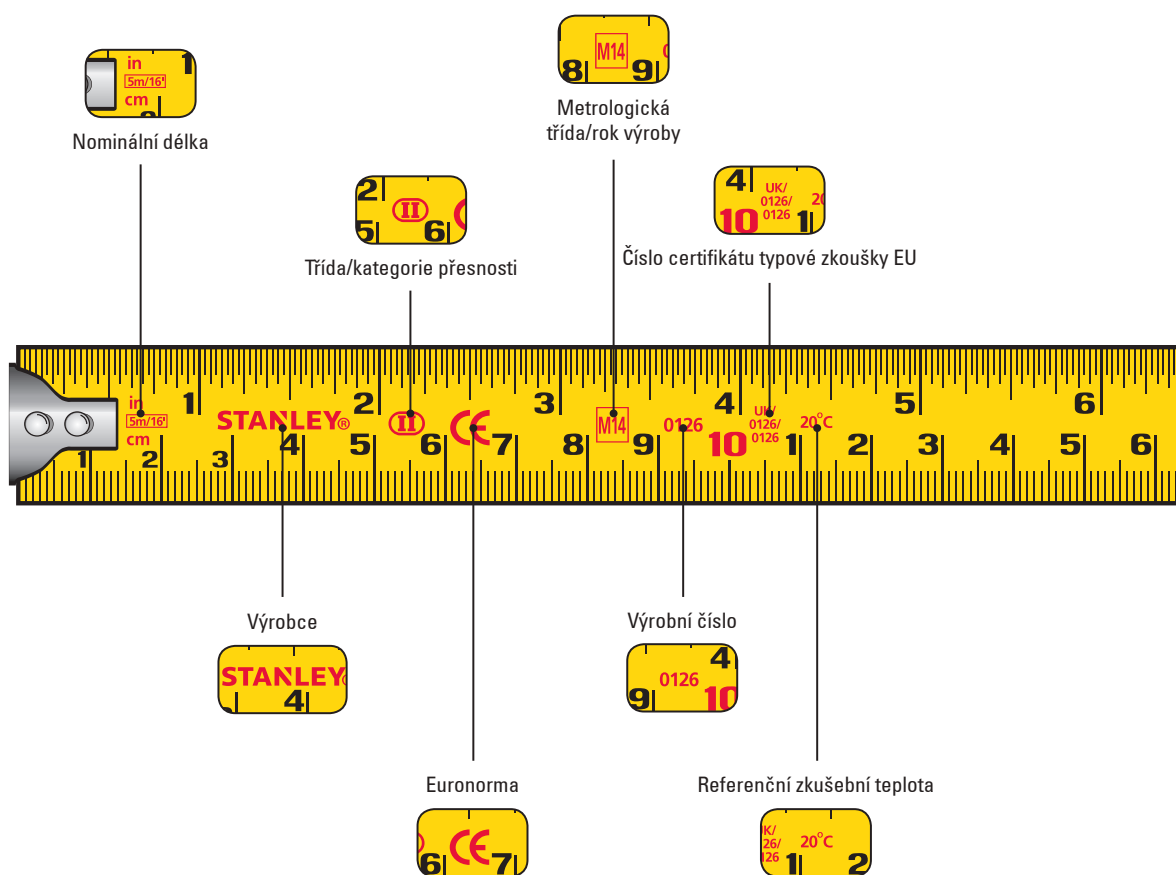 in 1
5m/16'
cm
Nominální délka
M14
8 9
Metrologická
třída/rok výroby
2
II
5 6
Třída/kategorie přesnosti
4 UK/
0126/ 20
10 0126 1
Číslo certifikátu typové zkoušky EU
in 1 2 3 4 5 6
5m/16' STANLEY® II CE M14 0126 UK/ 0126/ 0126 20°C
cm
1 2 3 4 5 6 7 8 9 10 1 2 3 4 5 6
Výrobce
STANLEY
4
Výrobní číslo
4
0126
9 10
Euronorma
CE
6 7
Referenční zkušební teplota
20°C
126 1 2